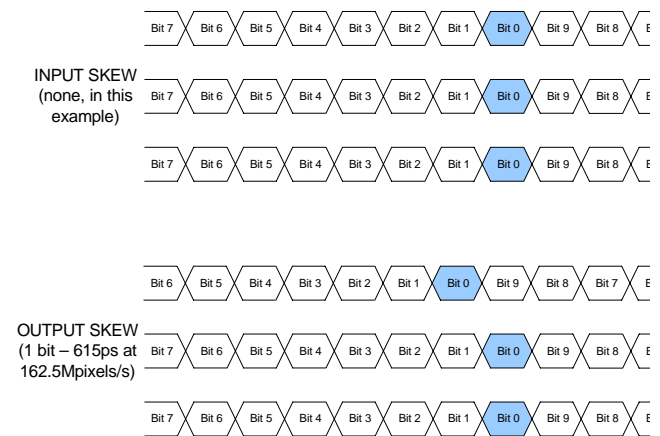 Bit 7 Bit 6 Bit 5 Bit 4 Bit 3 Bit 2 Bit 1 Bit 0 Bit 9 Bit 8
INPUT SKEW
(none, in this
example)
Bit 7 Bit 6 Bit 5 Bit 4 Bit 3 Bit 2 Bit 1 Bit 0 Bit 9 Bit 8
Bit 7 Bit 6 Bit 5 Bit 4 Bit 3 Bit 2 Bit 1 Bit 0 Bit 9 Bit 8
Bit 6 Bit 5 Bit 4 Bit 3 Bit 2 Bit 1 Bit 0 Bit 9 Bit 8 Bit 7
OUTPUT SKEW
(1 bit – 615ps at
162.5Mpixels/s)
Bit 7 Bit 6 Bit 5 Bit 4 Bit 3 Bit 2 Bit 1 Bit 0 Bit 9 Bit 8
Bit 7 Bit 6 Bit 5 Bit 4 Bit 3 Bit 2 Bit 1 Bit 0 Bit 9 Bit 8